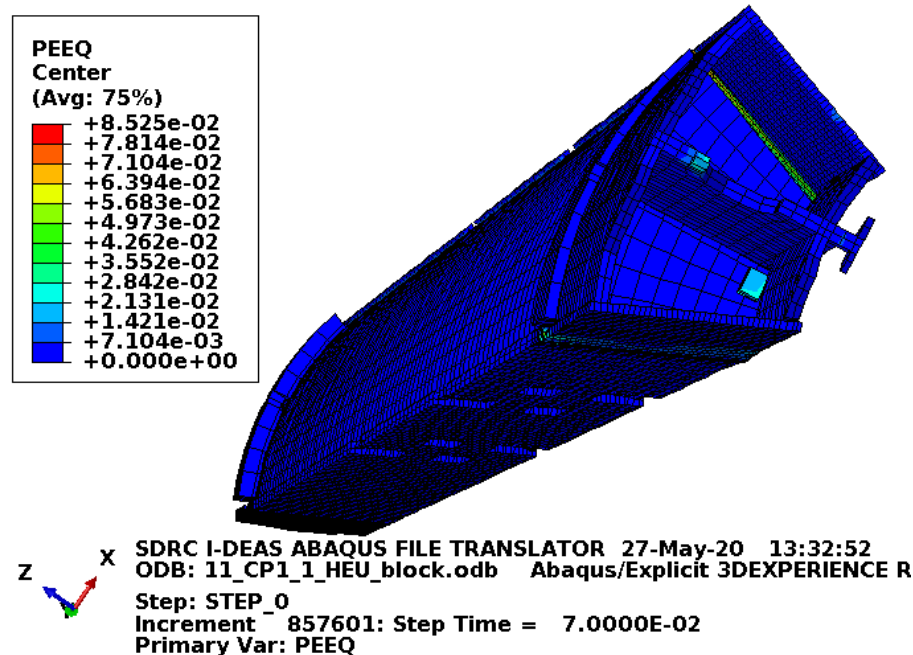 PEEQ
Center
(Avg: 75%)
+8.525e-02
+7.814e-02
+7.104e-02
+6.394e-02
+5.683e-02
+4.973e-02
+4.262e-02
+3.552e-02
+2.842e-02
+2.131e-02
+1.421e-02
+7.104e-03
+0.000e+00
Z
X
SDRC I-DEAS ABAQUS FILE TRANSLATOR 27-May-20 13:32:52
ODB: 11_CP1_1_HEU_block.odb Abaqus/Explicit 3DEXPERIENCE R
Step: STEP_0
Increment 857601: Step Time = 7.0000E-02
Primary Var: PEEQ